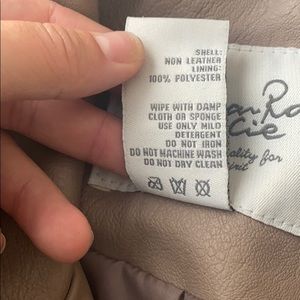 SHELL:
NON LEATHER
LINING:
100% POLYESTER
WIPE WITH DAMP
CLOTH OR SPONGE
USE ONLY MILD
DETERGENT
DO NOT IRON
DO NOT MACHINE WASH
DO NOT DRY CLEAN
for